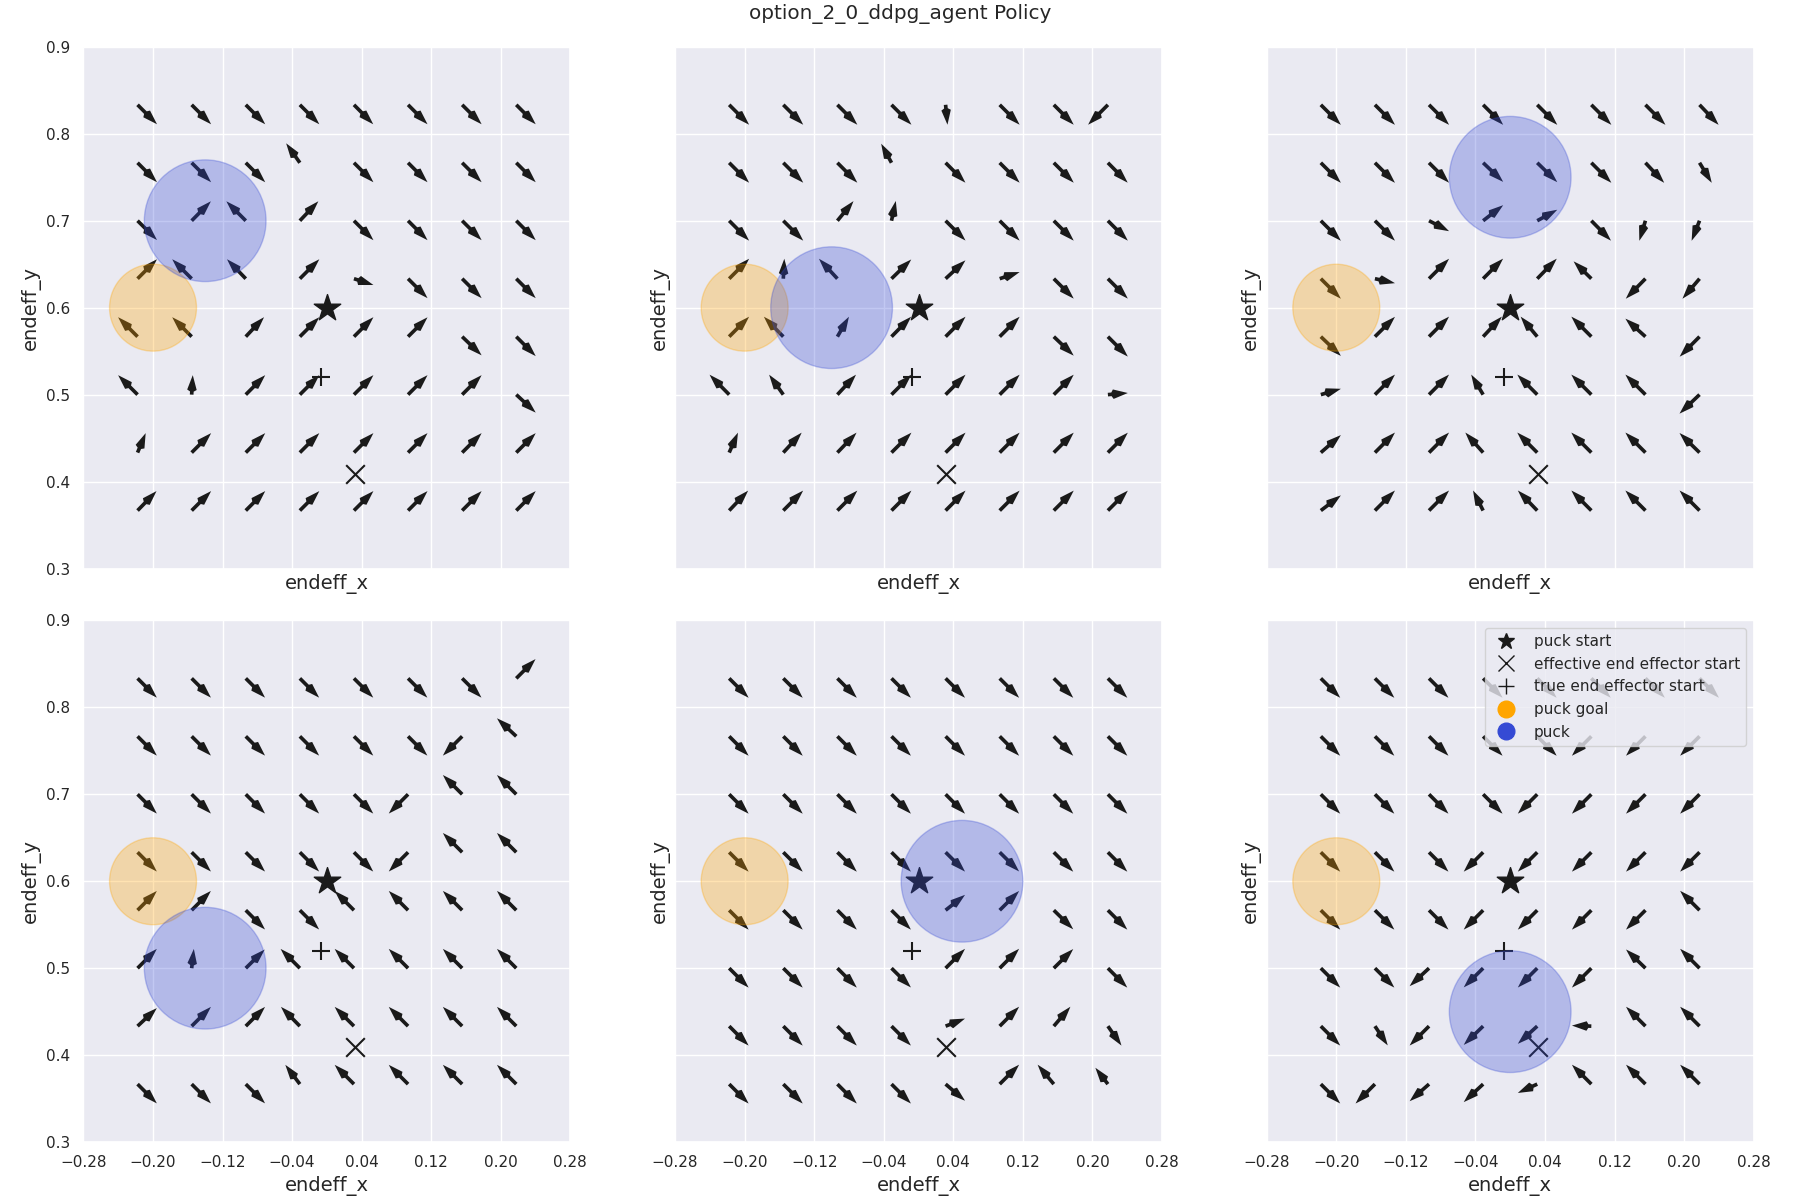 option_2_0_ddpg_agent Policy
0.9
0.8
0.7
0.6
0.5
0.4
0.3
endeff_y
endeff_x
endeff_y
endeff_x
endeff_y
endeff_x
0.9
0.8
0.7
0.6
0.5
0.4
0.3
endeff_y
−0.28 −0.20 −0.12 −0.04 0.04 0.12 0.20 0.28
endeff_x
endeff_y
−0.28 −0.20 −0.12 −0.04 0.04 0.12 0.20 0.28
endeff_x
puck start
effective end effector start
true end effector start
puck goal
puck
endeff_y
−0.28 −0.20 −0.12 −0.04 0.04 0.12 0.20 0.28
endeff_x